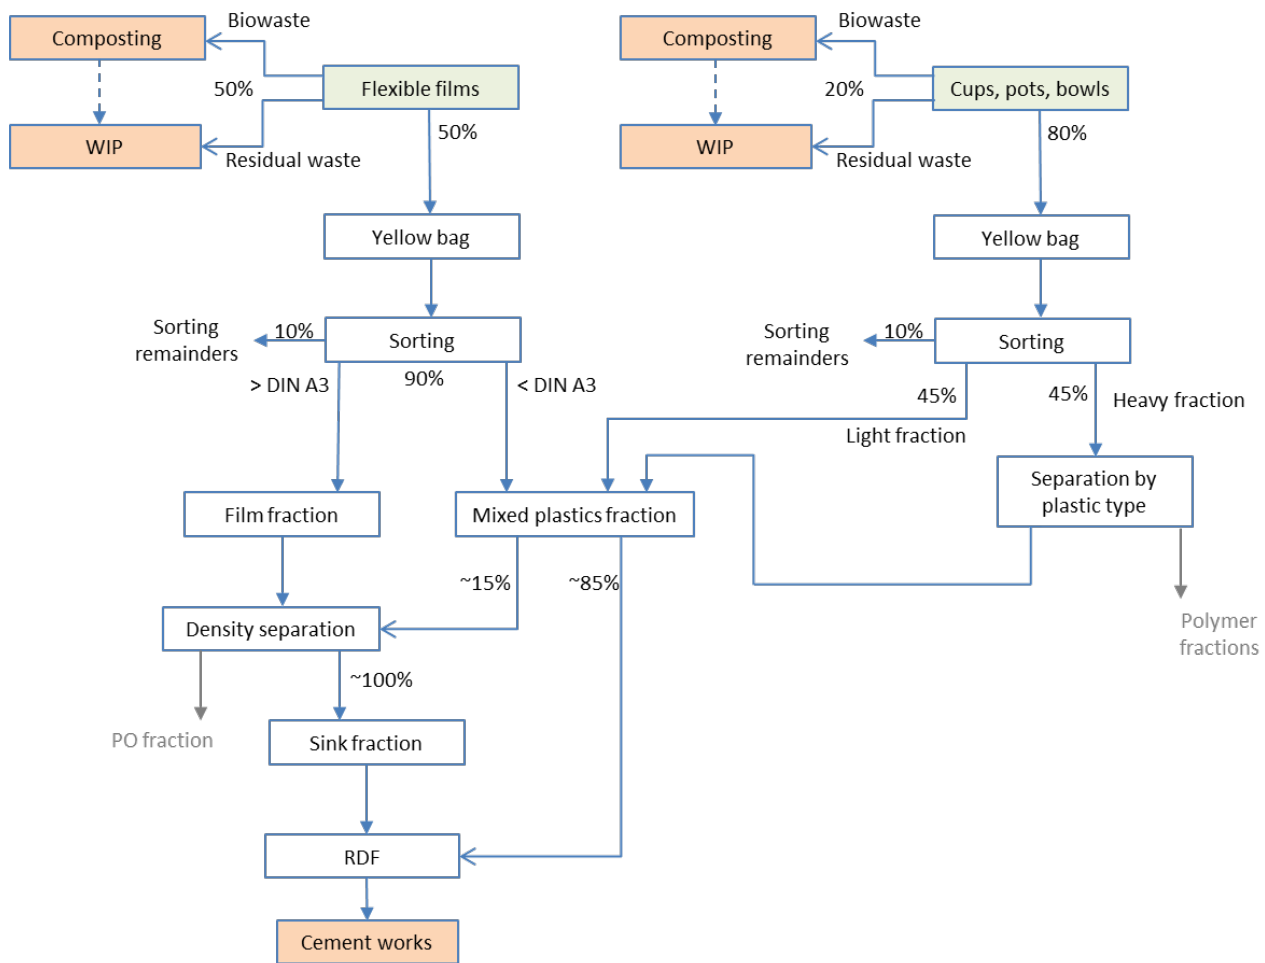 Biowaste
Composting
50%
Flexible films
WIP
Residual waste
50%
Yellow bag
Sorting
remainders
10%
Sorting
> DIN A3
90%
< DIN A3
Film fraction
Mixed plastics fraction
~15%
~85%
Density separation
~100%
PO fraction
Sink fraction
RDF
Cement works
Biowaste
Composting
20%
Cups, pots, bowls
WIP
Residual waste
80%
Yellow bag
Sorting
remainders
10%
Sorting
45%
45%
Heavy fraction
Light fraction
Separation by
plastic type
Polymer
fractions